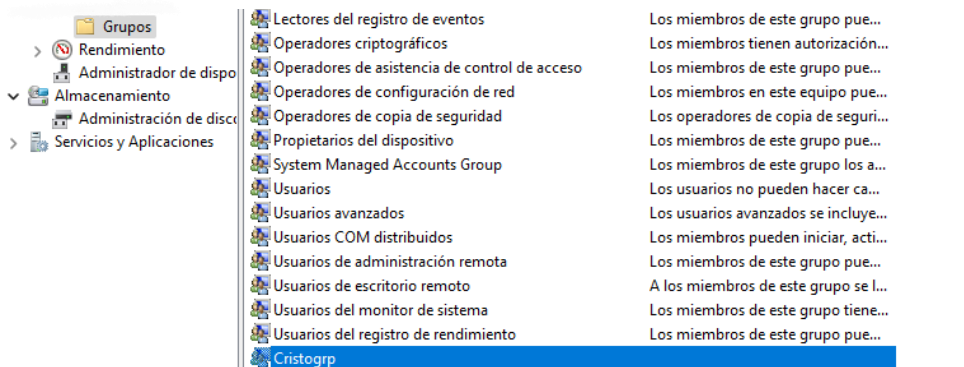 Grupos
Rendimiento
Administrador de dispo
Almacenamiento
Administración de disc
Servicios y Aplicaciones
Lectores del registro de eventos Los miembros de este grupo pue...
Operadores criptográficos Los miembros tienen autorización...
Operadores de asistencia de control de acceso Los miembros de este grupo pue...
Operadores de configuración de red Los miembros en este equipo pue...
Operadores de copia de seguridad Los operadores de copia de seguri...
Propietarios del dispositivo Los miembros de este grupo pue...
System Managed Accounts Group Los miembros de este grupo los a...
Usuarios Los usuarios no pueden hacer ca...
Usuarios avanzados Los usuarios avanzados se incluye...
Usuarios COM distribuidos Los miembros pueden iniciar, acti...
Usuarios de administración remota Los miembros de este grupo pue...
Usuarios de escritorio remoto A los miembros de este grupo se l...
Usuarios del monitor de sistema Los miembros de este grupo tiene...
Usuarios del registro de rendimiento Los miembros de este grupo pue...
Cristogrp